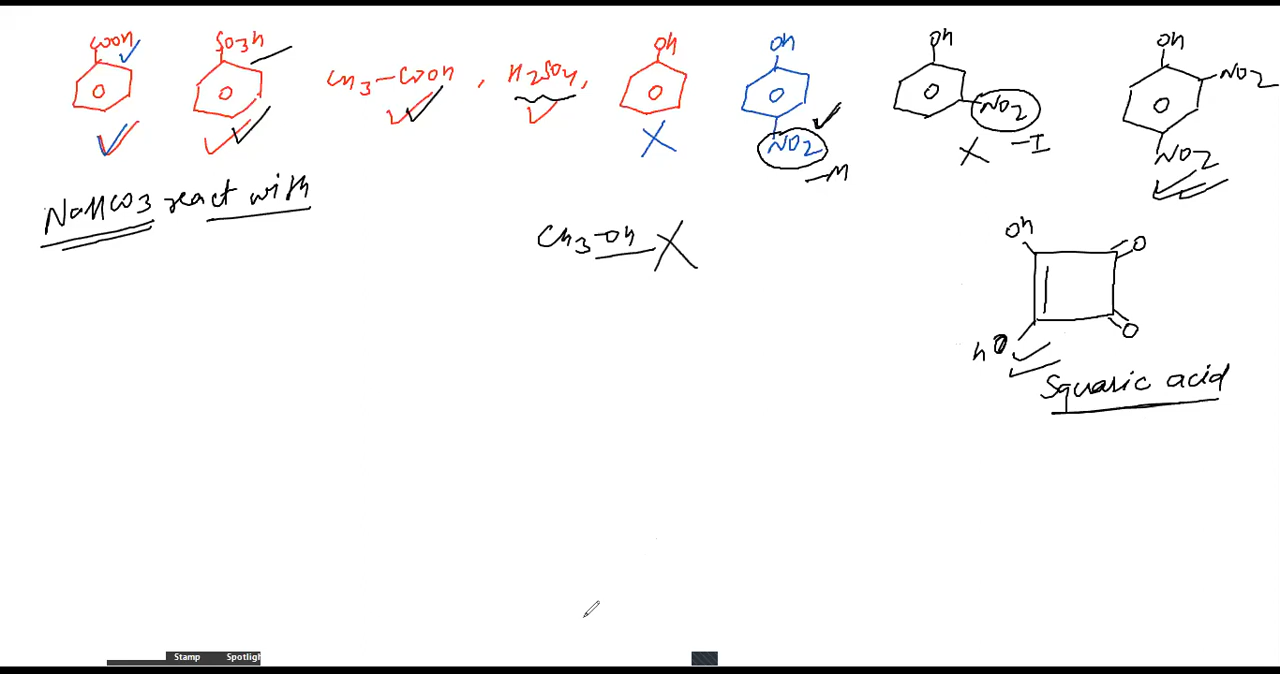 COOH SO3H CH3-COOH, H2SO4, OH OH OH OH
NO2 NO2 NO2 NO2
-M -I
NaHCO3 react with
CH3-OH X
OH O
HO O
Squaric acid
Stamp Spotligh